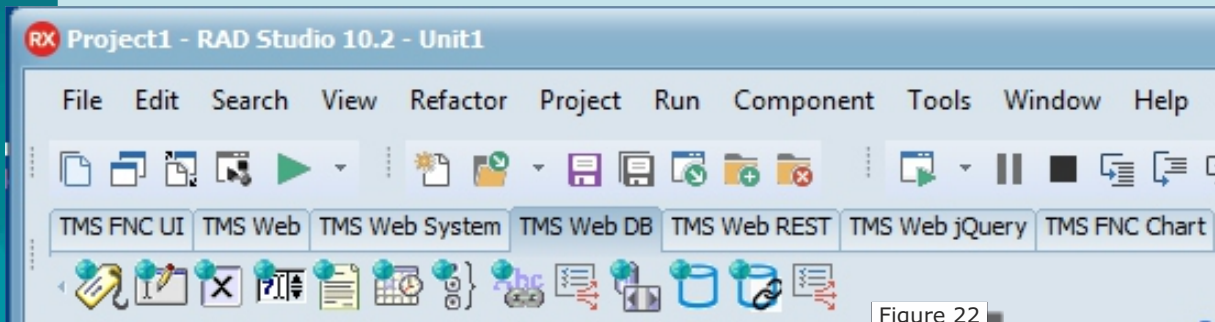 RX Project1 - RAD Studio 10.2 - Unit1
File Edit Search View Refactor Project Run Component Tools Window Help
TMS FNC UI TMS Web TMS Web System TMS Web DB TMS Web REST TMS Web jQuery TMS FNC Chart
Abc
Figure 22